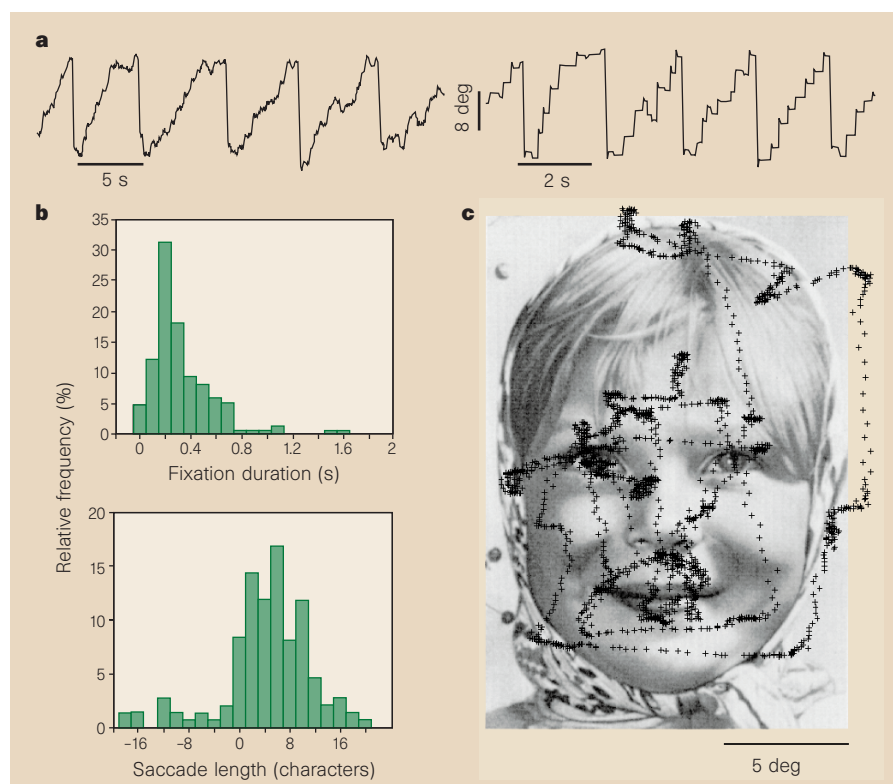 a
5 s
8 deg
2 s
b
c
Relative frequency (%)
35
30
25
20
15
10
5
0
0 0.4 0.8 1.2 1.6 2
Fixation duration (s)
20
15
10
5
0
–16 –8 0 8 16
Saccade length (characters)
5 deg